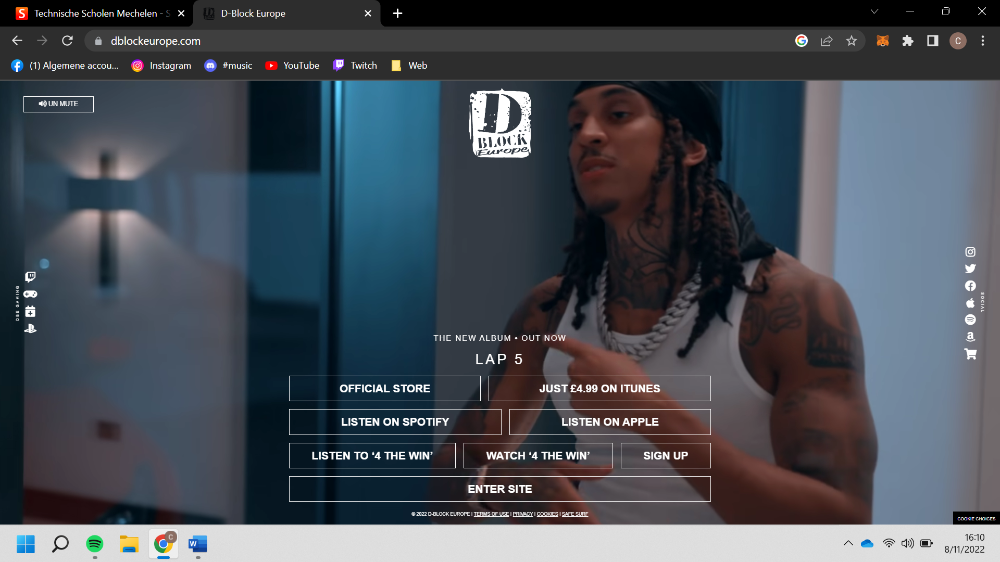 Technische Scholen Mechelen - S
D-Block Europe
dblockeurope.com
C
(1) Algemene accou...
Instagram
#music
YouTube
Twitch
Web
UN MUTE
D
BLOCK
Europe
DBE GAMING
SOCIAL
THE NEW ALBUM • OUT NOW
LAP 5
OFFICIAL STORE
JUST £4.99 ON ITUNES
LISTEN ON SPOTIFY
LISTEN ON APPLE
LISTEN TO ‘4 THE WIN’
WATCH ‘4 THE WIN’
SIGN UP
ENTER SITE
© 2022 D-BLOCK EUROPE | TERMS OF USE | PRIVACY | COOKIES | SAFE SURF
COOKIE CHOICES
C
W
16:10
8/11/2022